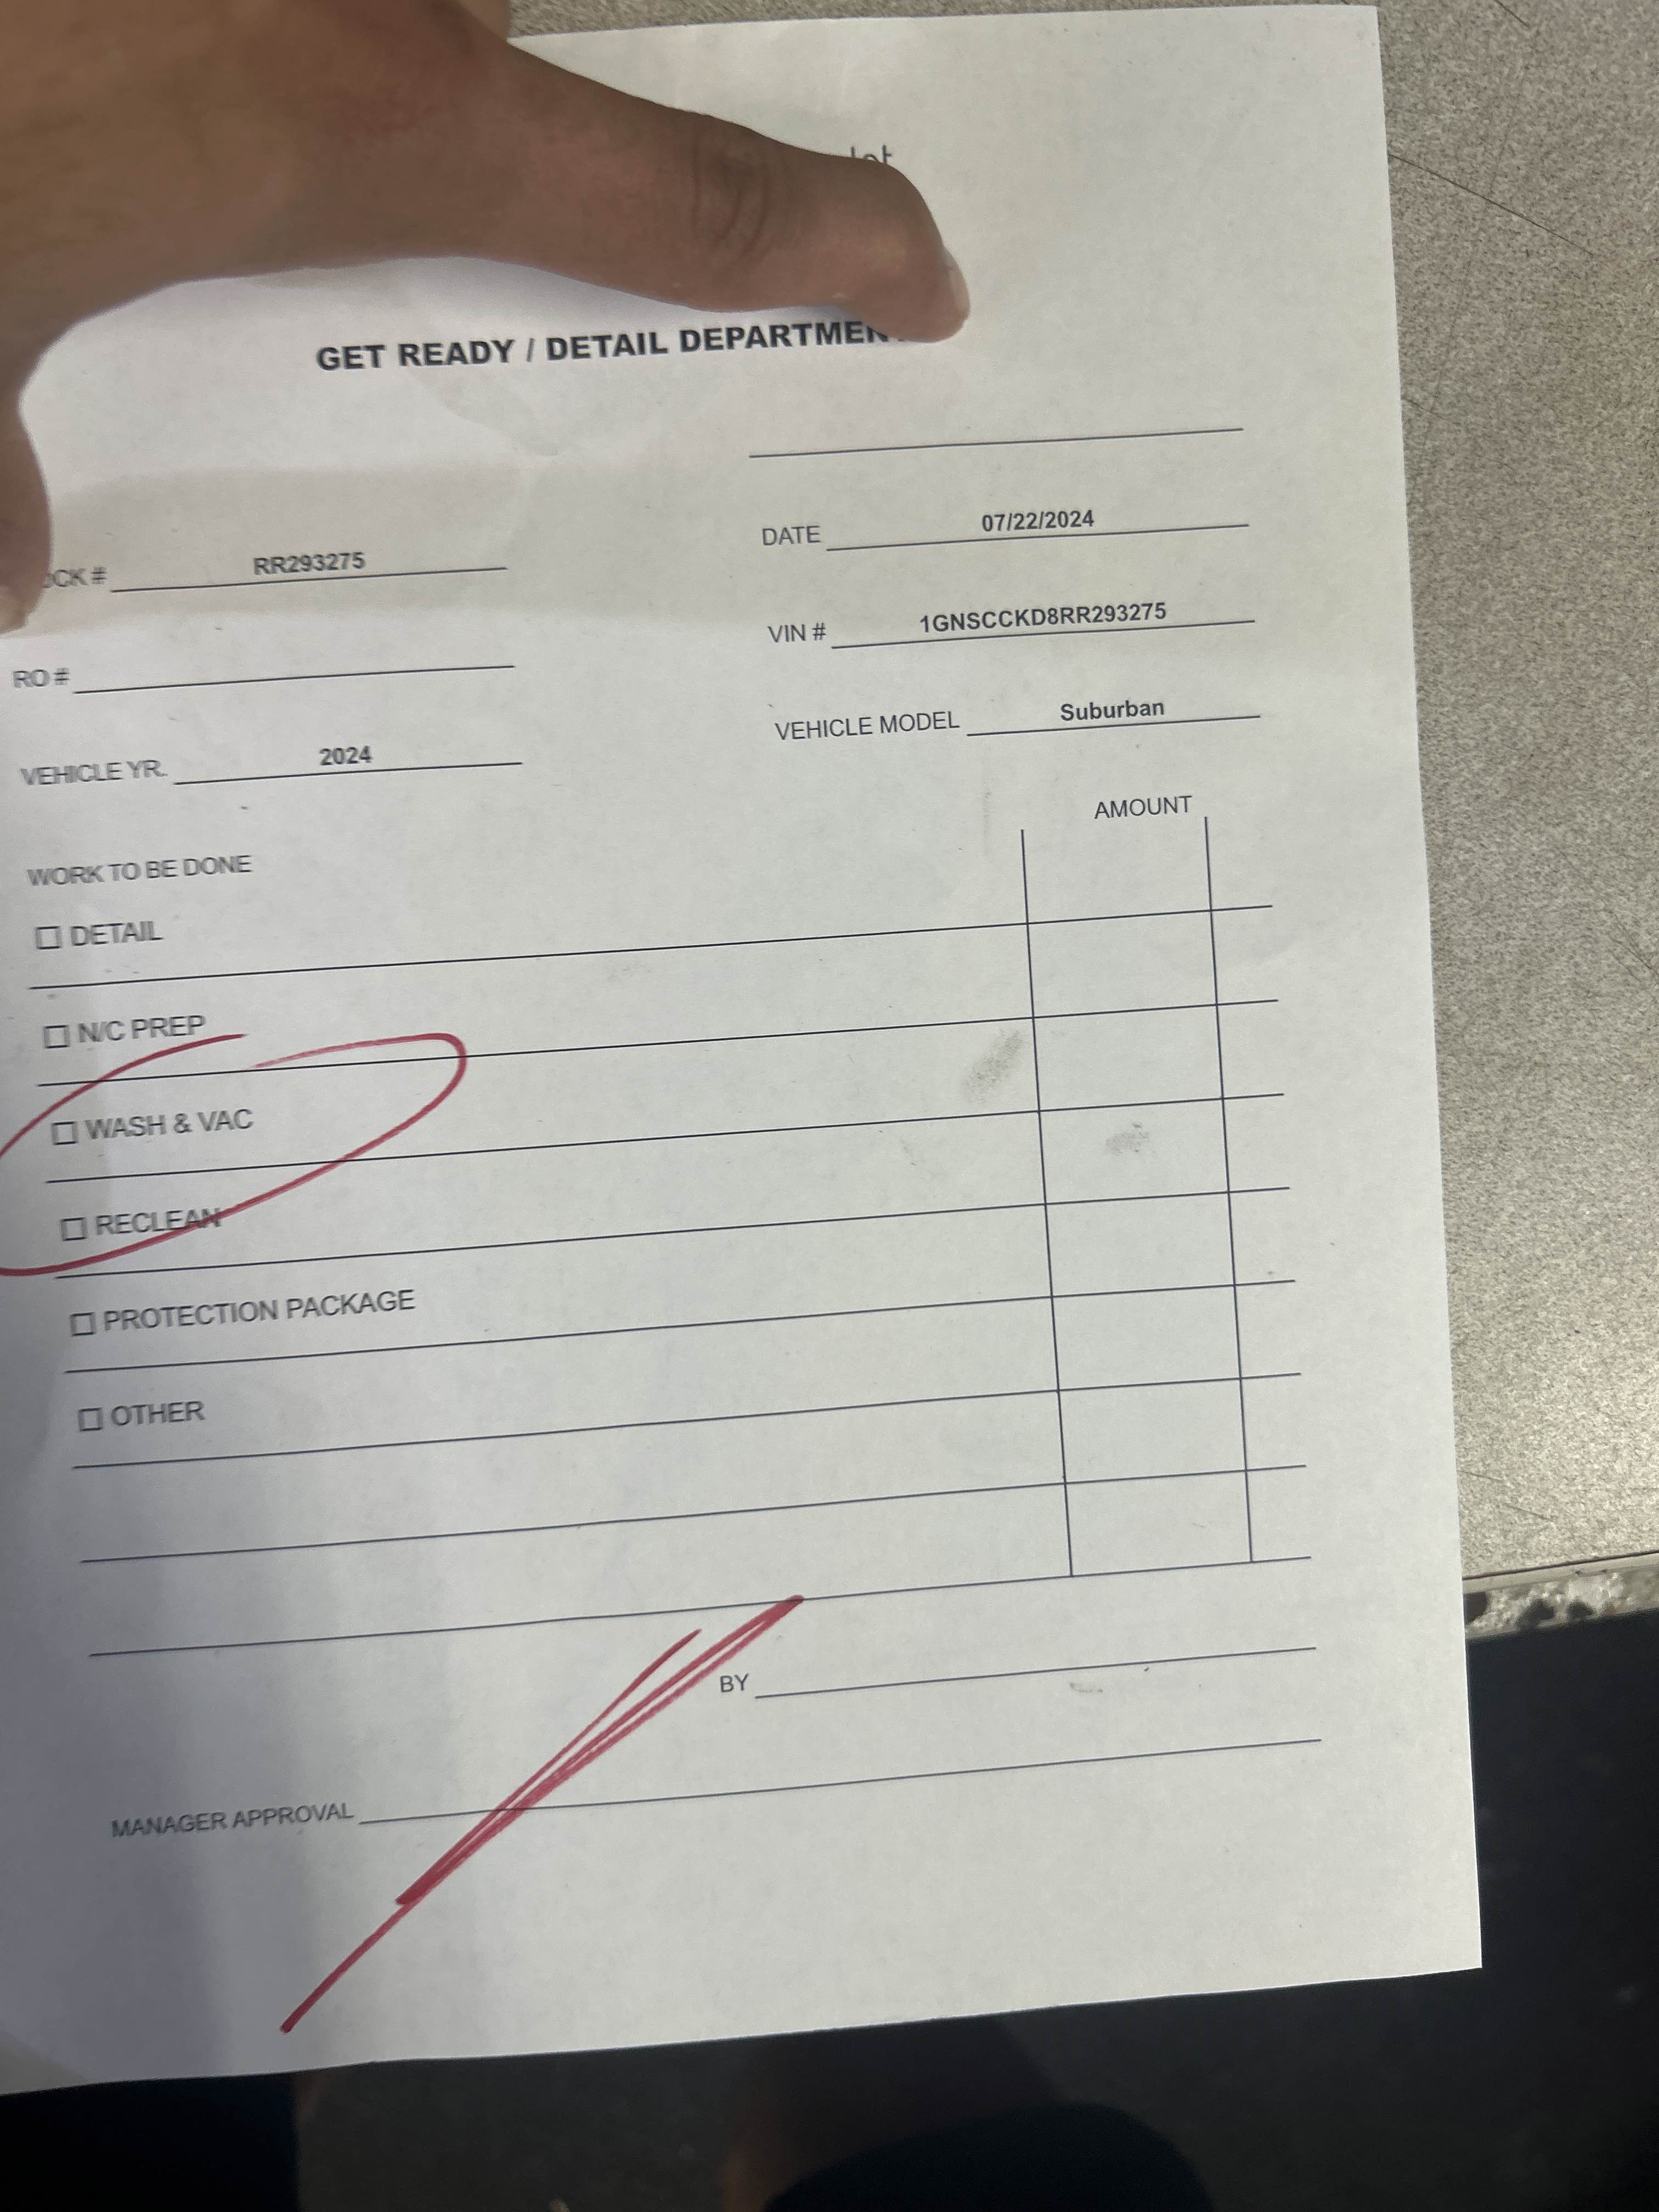 GET READY / DETAIL DEPARTMEN
DATE 07/22/2024
OCK # RR293275
VIN # 1GNSCCKD8RR293275
RO #
VEHICLE MODEL Suburban
VEHICLE YR. 2024
AMOUNT
WORK TO BE DONE
DETAIL
N/C PREP
WASH & VAC
RECLEAN
PROTECTION PACKAGE
OTHER
BY
MANAGER APPROVAL